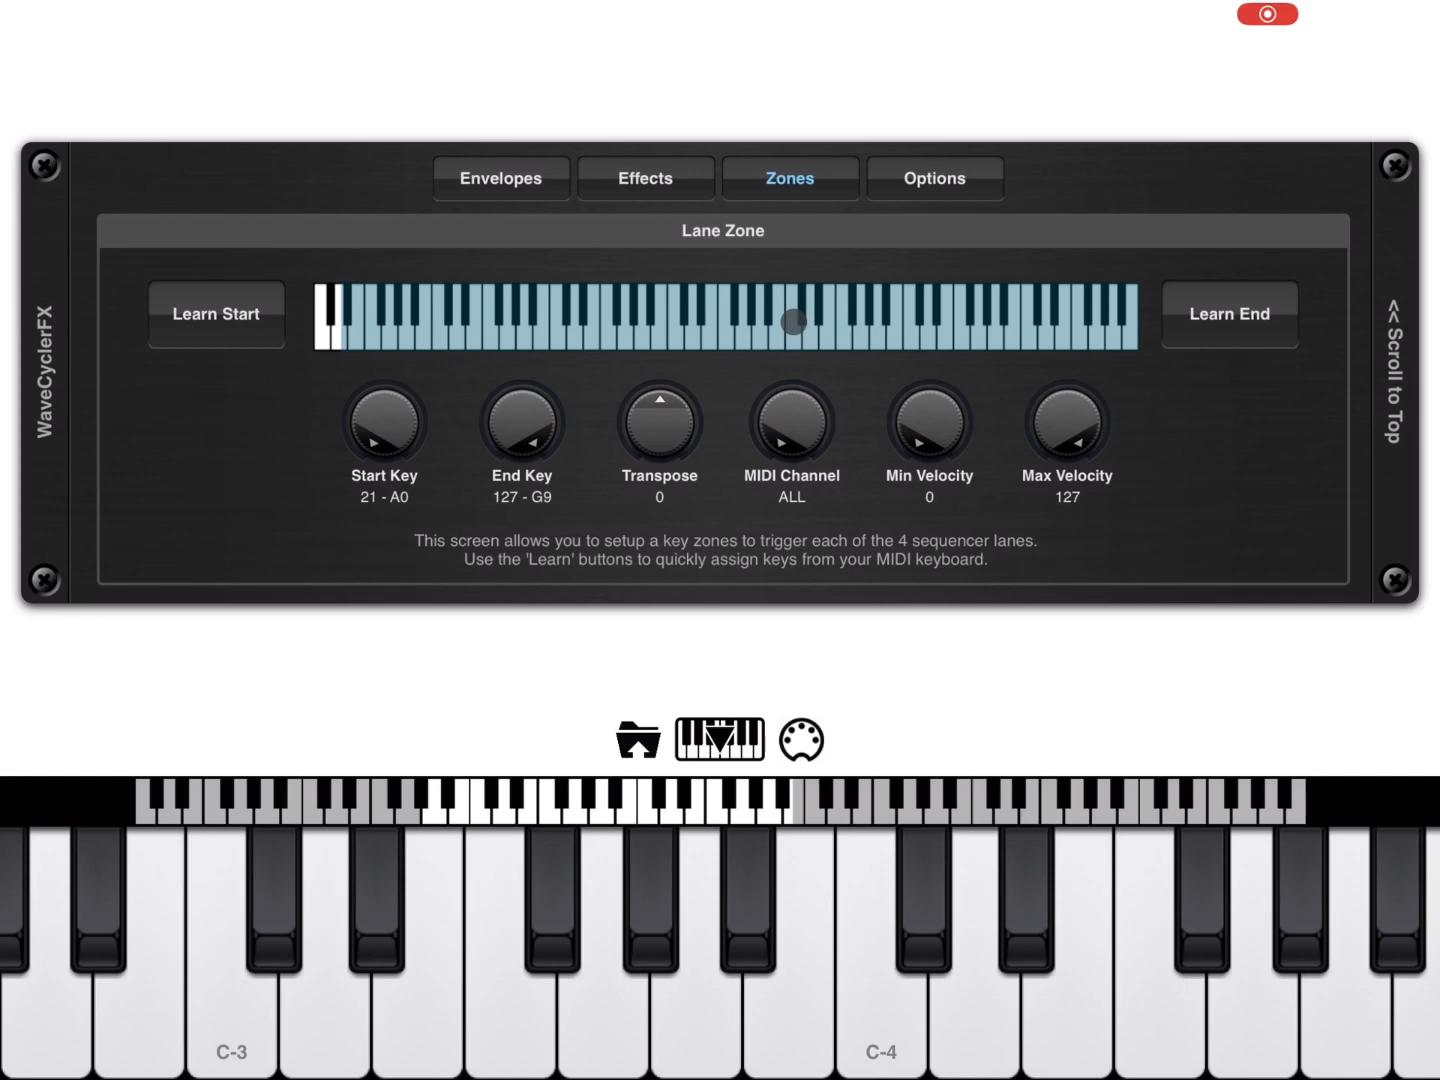 Envelopes
Effects
Zones
Options
Lane Zone
WaveCyclerFX
<< Scroll to Top
Learn Start
Learn End
Start Key
End Key
Transpose
MIDI Channel
Min Velocity
Max Velocity
21 - A0
127 - G9
0
ALL
0
127
This screen allows you to setup a key zones to trigger each of the 4 sequencer lanes.
Use the 'Learn' buttons to quickly assign keys from your MIDI keyboard.
C-3
C-4